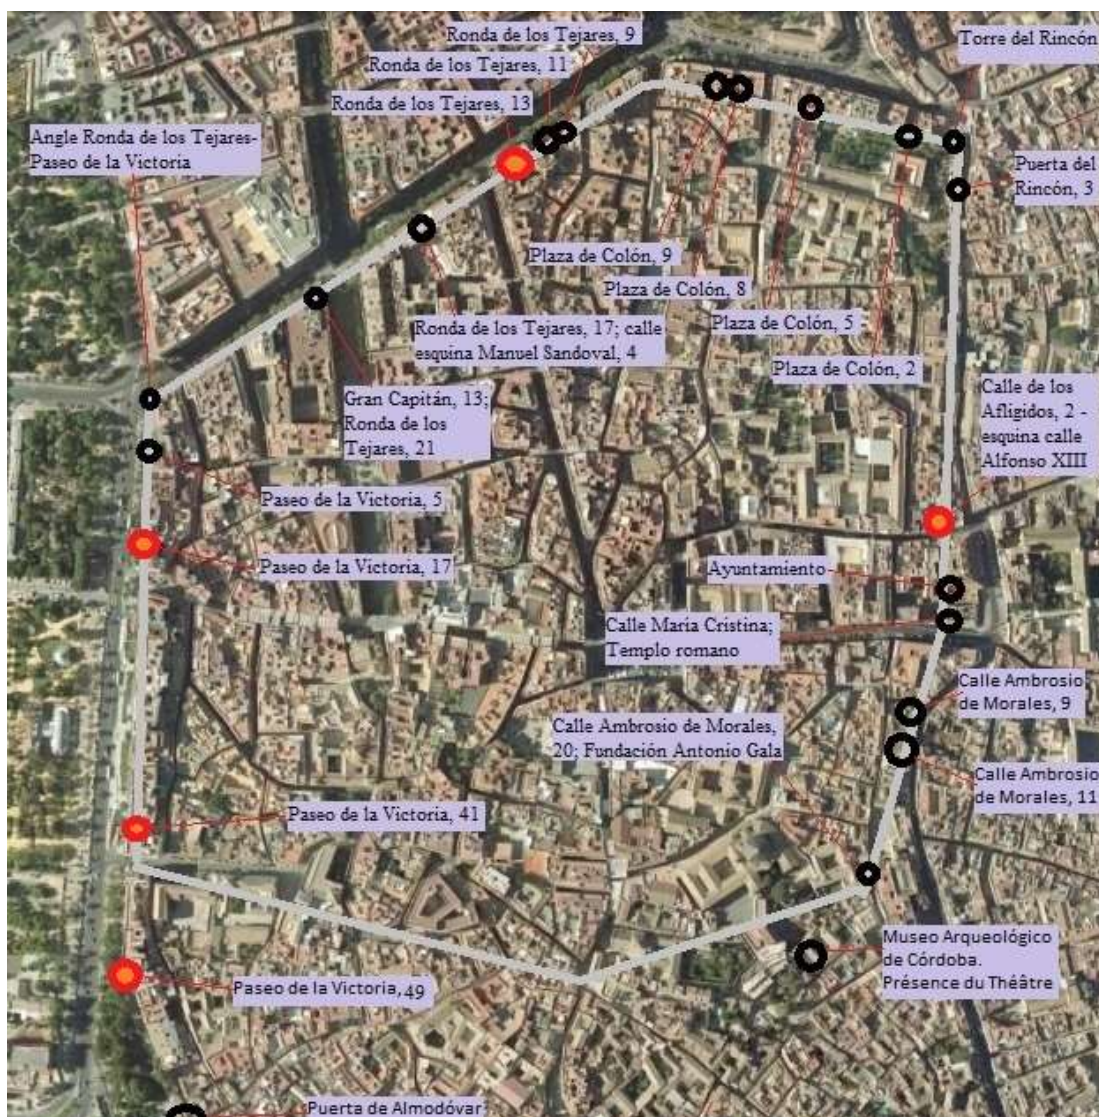 Ronda de los Tejares, 9
Torre del Rincón
Ronda de los Tejares, 11
Ronda de los Tejares, 13
Angle Ronda de los Tejares-
Paseo de la Victoria
Puerta del
Rincón, 3
Plaza de Colón, 9
Plaza de Colón, 8
Plaza de Colón, 5
Ronda de los Tejares, 17; calle
esquina Manuel Sandoval, 4
Plaza de Colón, 2
Gran Capitán, 13;
Ronda de los
Tejares, 21
Calle de los
Afligidos, 2 -
esquina calle
Alfonso XIII
Paseo de la Victoria, 5
Paseo de la Victoria, 17
Ayuntamiento
Calle María Cristina;
Templo romano
Calle Ambrosio
de Morales, 9
Calle Ambrosio de Morales,
20; Fundación Antonio Gala
Calle Ambrosio
de Morales, 11
Paseo de la Victoria, 41
Museo Arqueológico
de Córdoba.
Présence du Théâtre
Paseo de la Victoria, 49
Puerta de Almodóvar